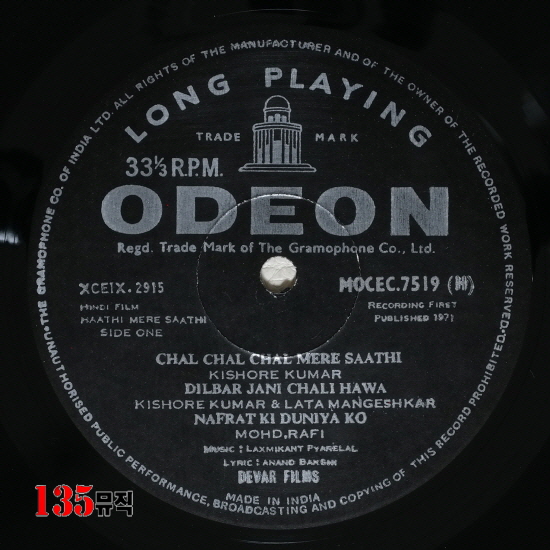 THE GRAMOPHONE CO. OF INDIA LTD. ALL RIGHTS OF THE MANUFACTURER AND OF THE OWNER OF THE RECORDED WORK RESERVED.
LONG PLAYING
TRADE MARK
33⅓ R.P.M.
ODEON
Regd. Trade Mark of The Gramophone Co., Ltd.
XCEIX.2915
MOCEC.7519
HINDI FILM
HAATHI MERE SAATHI
SIDE ONE
RECORDING FIRST
PUBLISHED 1971
CHAL CHAL CHAL MERE SAATHI
KISHORE KUMAR
DILBAR JANI CHALI HAWA
KISHORE KUMAR & LATA MANGESHKAR
NAFRAT KI DUNIYA KO
MOHD.RAFI
MUSIC: LAXMIKANT PYARELAL
LYRIC: ANAND BAKSHI
DEVAR FILMS
MADE IN INDIA
UNAUTHORISED PUBLIC PERFORMANCE, BROADCASTING AND COPYING OF THIS RECORD PROHIBITED.
135뮤직